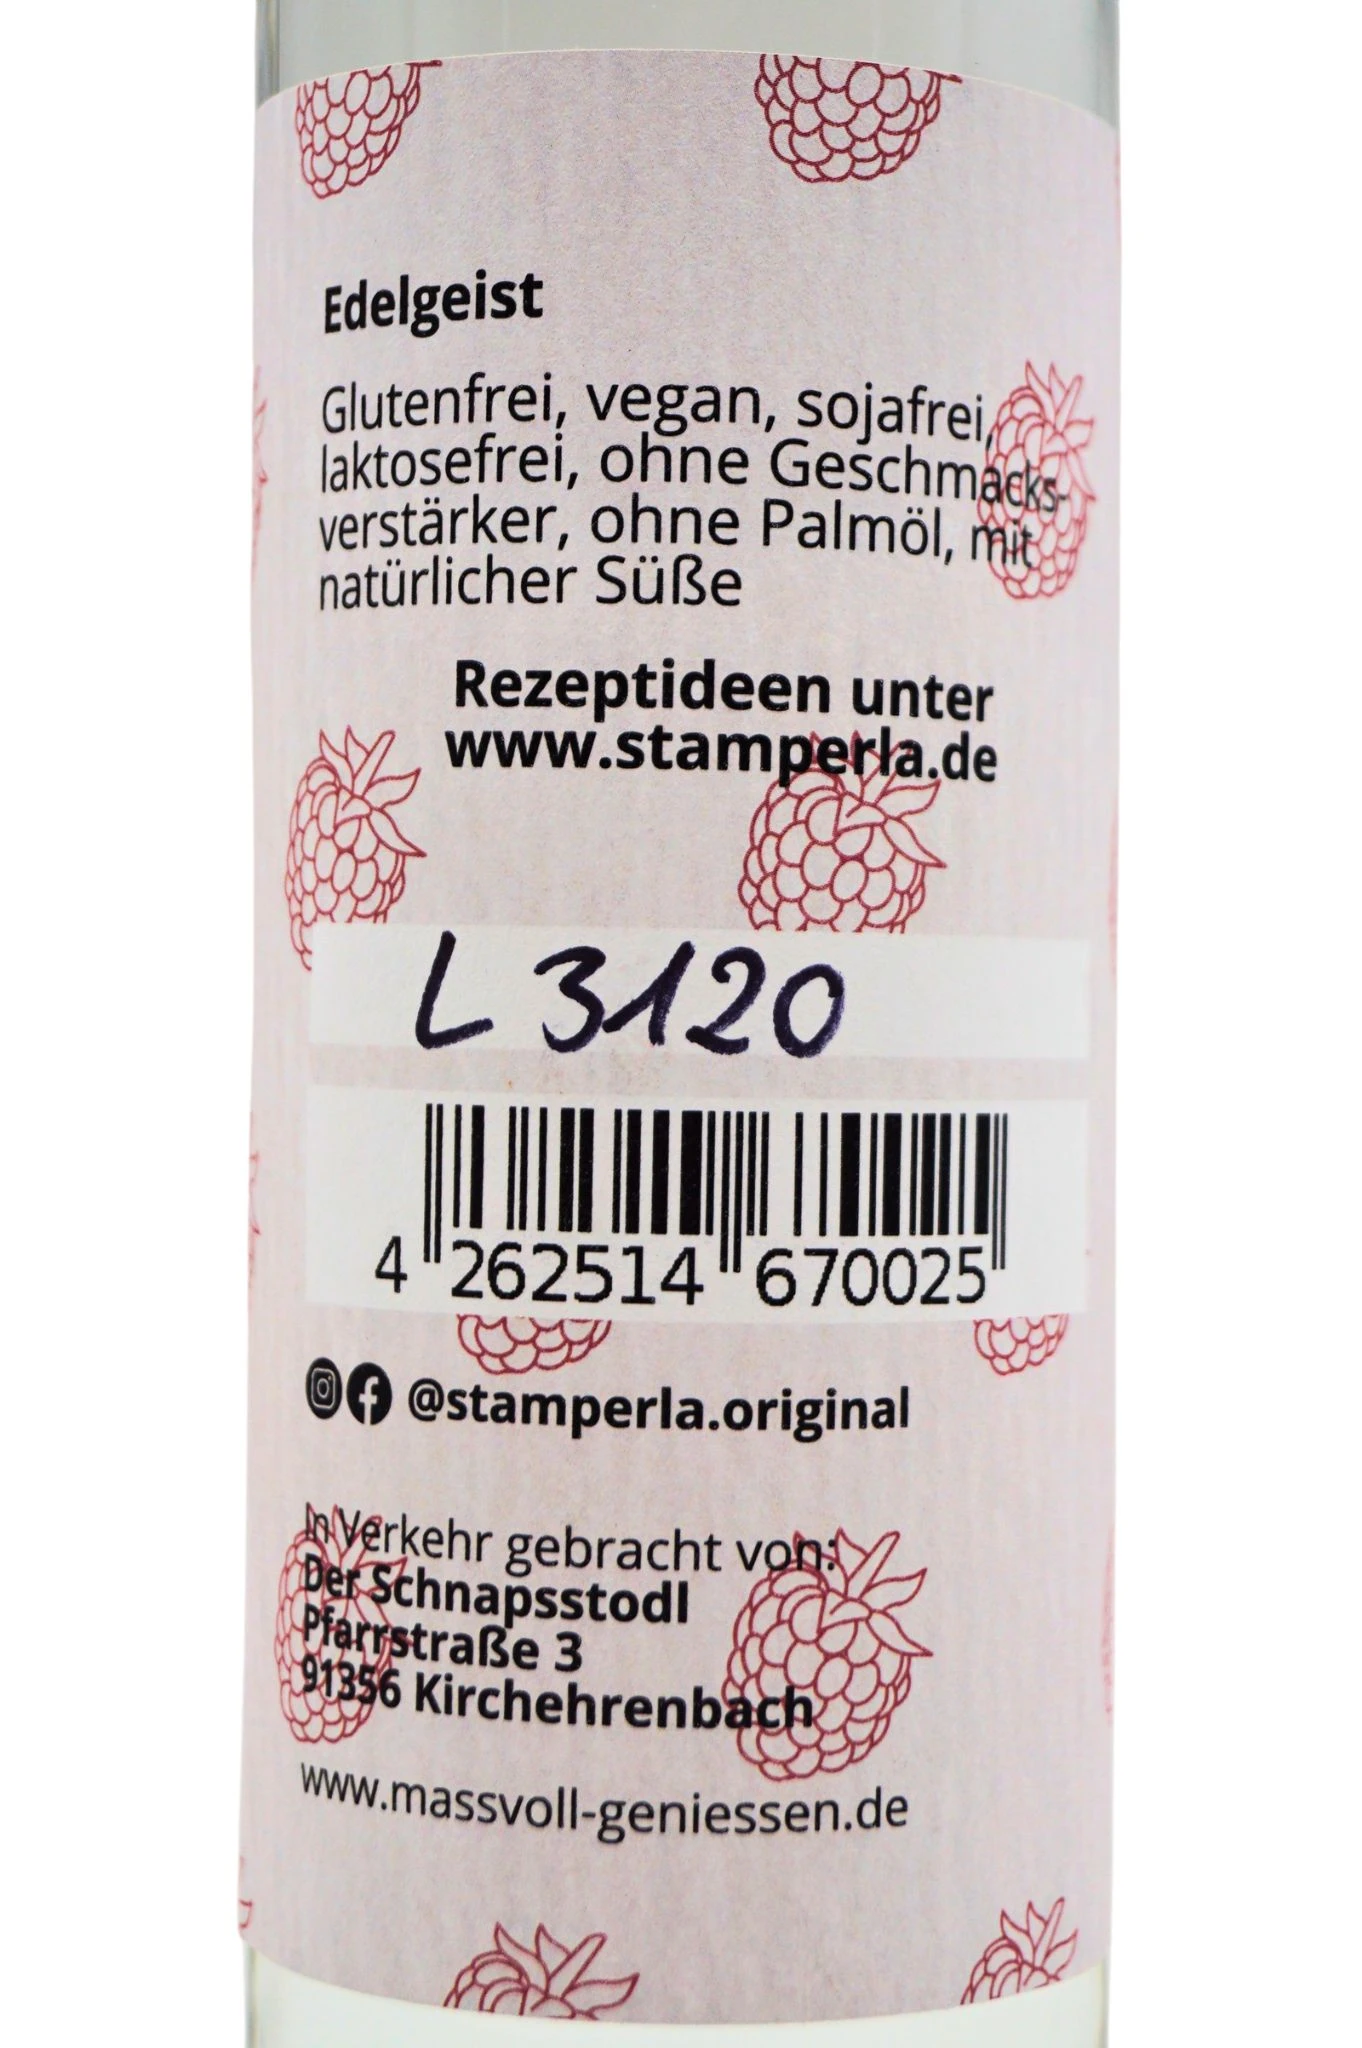 Edelgeist
Glutenfrei, vegan, sojafrei,
laktosefrei, ohne Geschmacks-
verstärker, ohne Palmöl, mit
natürlicher Süße
Rezeptideen unter
www.stamperla.de
L 3120
4 262514 670025
@stamperla.original
In Verkehr gebracht von:
Der Schnapsstodl
Pfarrstraße 3
91356 Kirchehrenbach
www.massvoll-geniessen.de